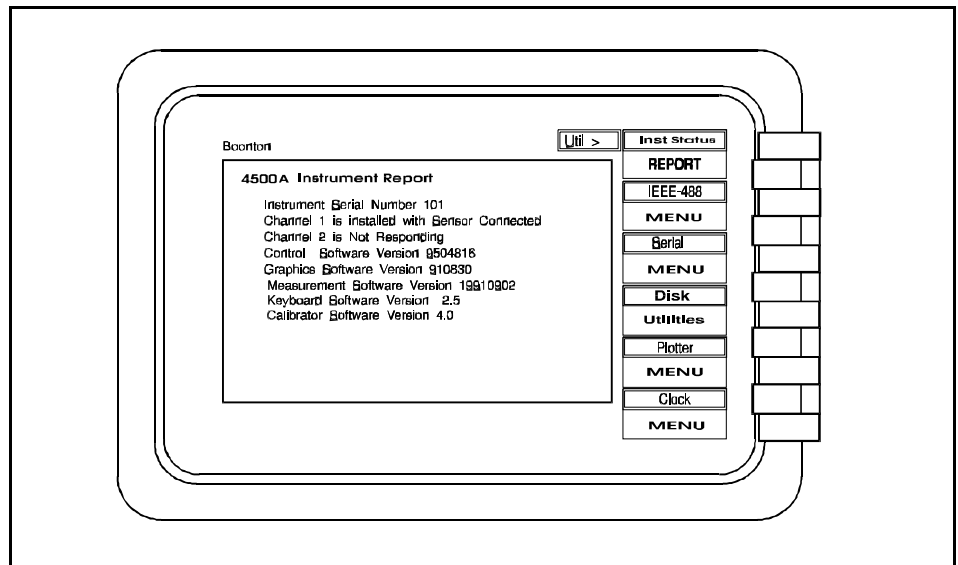 Boonton
Util >
4500A Instrument Report
Instrument Serial Number 101
Channel 1 is installed with Sensor Connected
Channel 2 is Not Responding
Control Software Version 9504816
Graphics Software Version 910830
Measurement Software Version 19910902
Keyboard Software Version 2.5
Calibrator Software Version 4.0
Inst Status
REPORT
IEEE-488
MENU
Serial
MENU
Disk
Utilities
Plotter
MENU
Clock
MENU